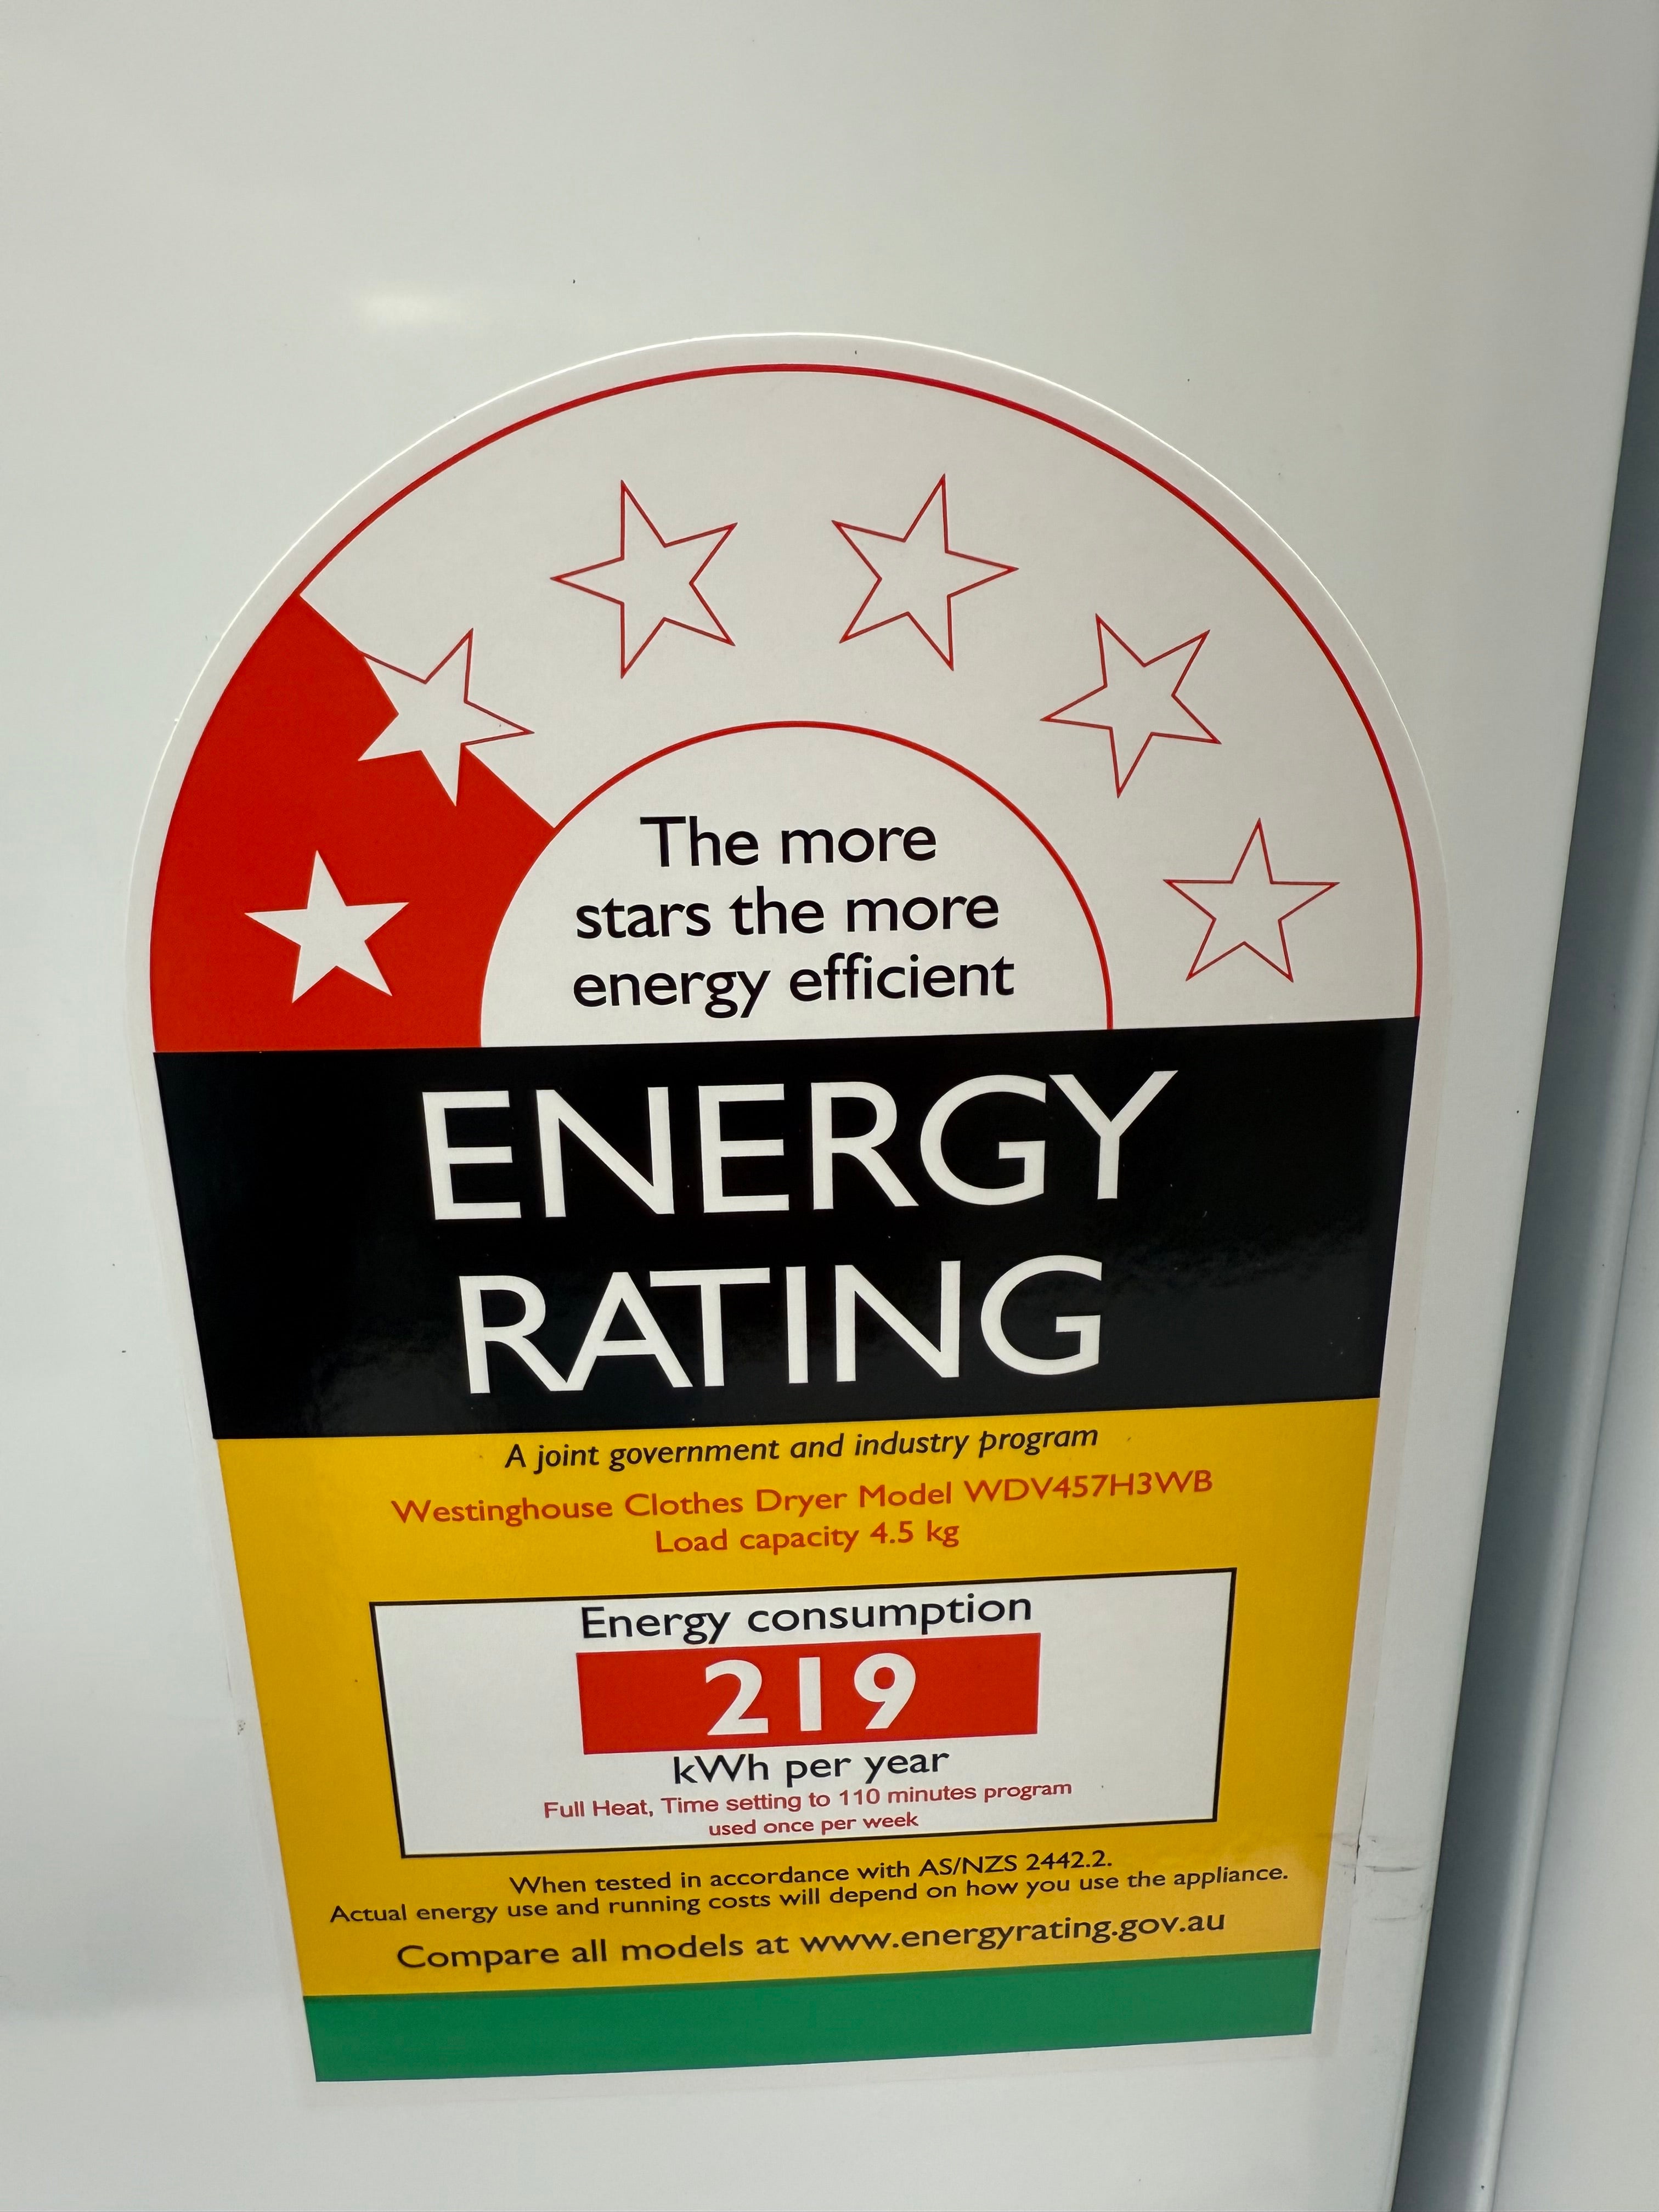 The more
stars the more
energy efficient
ENERGY
RATING
A joint government and industry program
Westinghouse Clothes Dryer Model WDV457H3WB
Load capacity 4.5 kg
Energy consumption
219
kWh per year
Full Heat, Time setting to 110 minutes program
used once per week
When tested in accordance with AS/NZS 2442.2.
Actual energy use and running costs will depend on how you use the appliance.
Compare all models at www.energyrating.gov.au